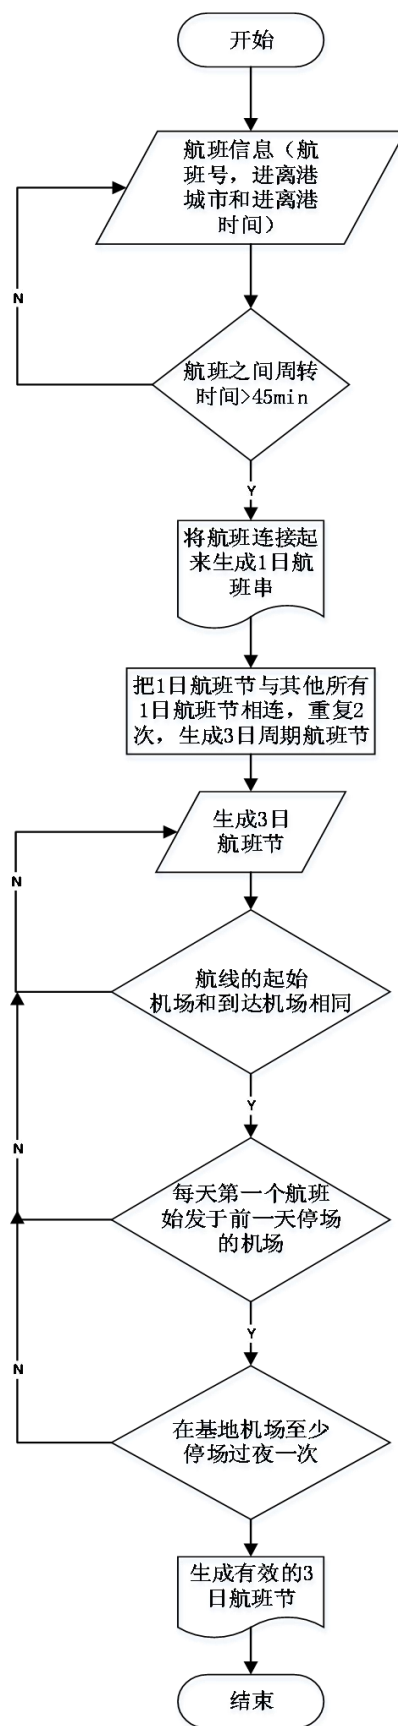 开始
航班信息（航
班号，进离港
城市和进离港
时间）
N
航班之间周转
时间>45min
Y
将航班连接起
来生成1日航
班串
把1日航班节与其他所有
1日航班节相连，重复2
次，生成3日周期航班节
生成3日
航班节
N
航线的起始
机场和到达机场相同
Y
N
每天第一个航班
始发于前一天停场
的机场
Y
N
在基地机场至少
停场过夜一次
生成有效的3
日航班节
结束